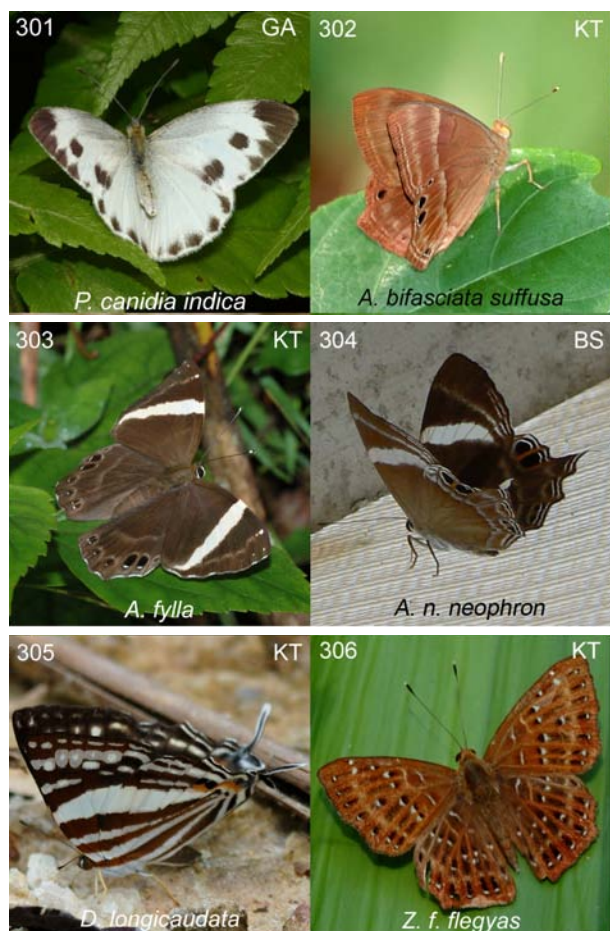 301 GA
P. canidia indica
302 KT
A. bifasciata suffusa
303 KT
A. fylla
304 BS
A. n. neophron
305 KT
D. longicaudata
306 KT
Z. f. flegyas